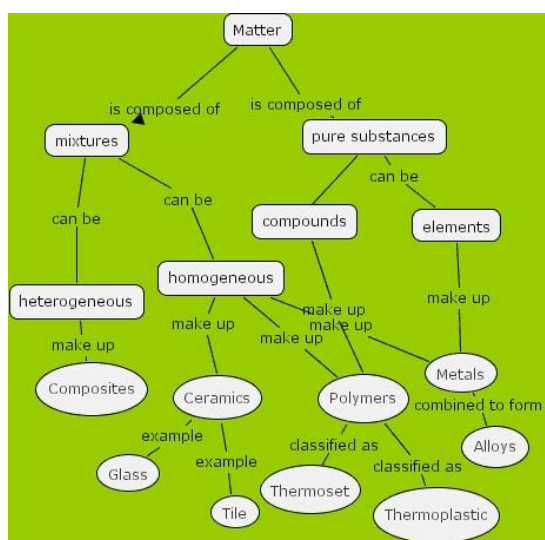 Matter
is composed of
is composed of
mixtures
pure substances
can be
can be
can be
compounds
elements
heterogeneous
homogeneous
make up
make up
make up
make up
make up
make up
Composites
Ceramics
Polymers
Metals
combined to form
example
example
classified as
classified as
Alloys
Glass
Tile
Thermoset
Thermoplastic